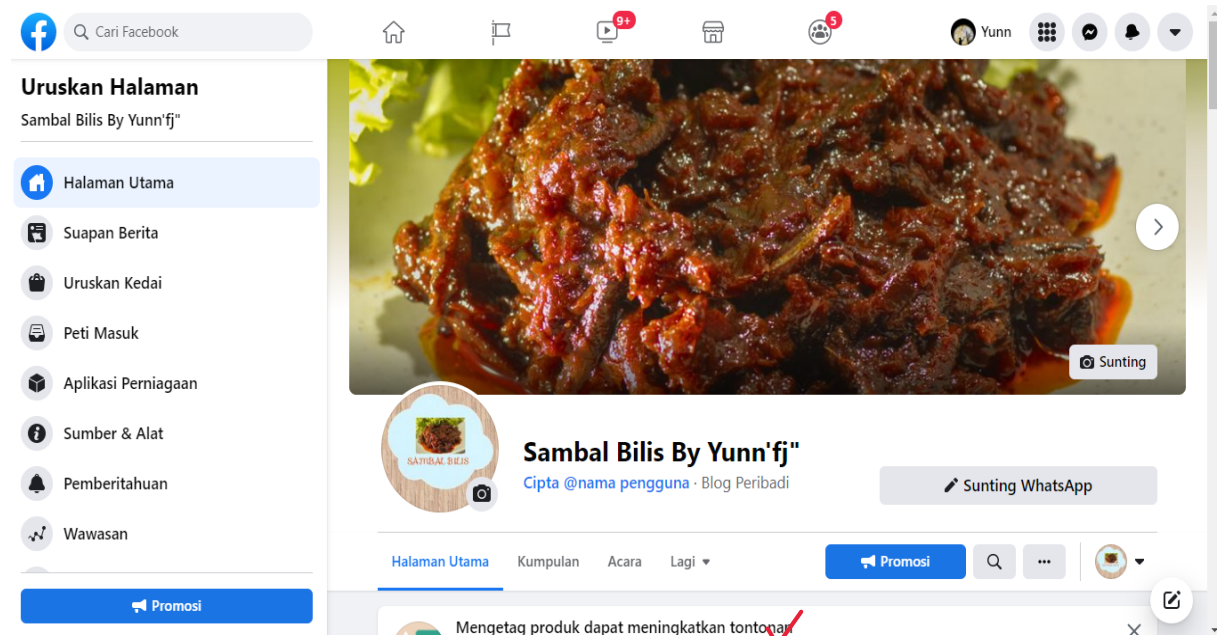 Cari Facebook
9+
5
Yunn
Uruskan Halaman
Sambal Bilis By Yunn'fj"
Halaman Utama
Suapan Berita
Uruskan Kedai
Peti Masuk
Aplikasi Perniagaan
Sumber & Alat
Pemberitahuan
Wawasan
Promosi
Sunting
SAMBAL BILIS
Sambal Bilis By Yunn'fj"
Cipta @nama pengguna · Blog Peribadi
Sunting WhatsApp
Halaman Utama
Kumpulan
Acara
Lagi
Promosi
Mengetag produk dapat meningkatkan tontonan